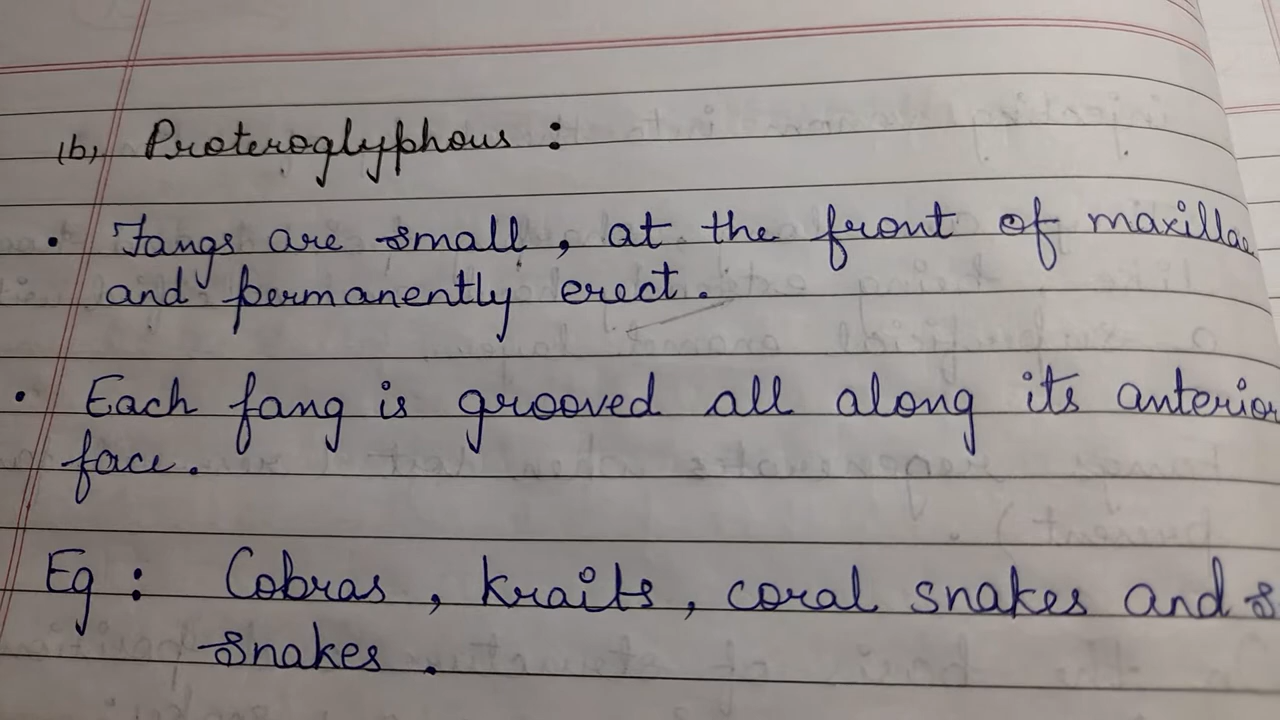 (b) Proteroglyphous :
• Fangs are small, at the front of maxillae
and permanently erect.
• Each fang is grooved all along its anterior
face.
Eg : Cobras, kraits, coral snakes and s
snakes.